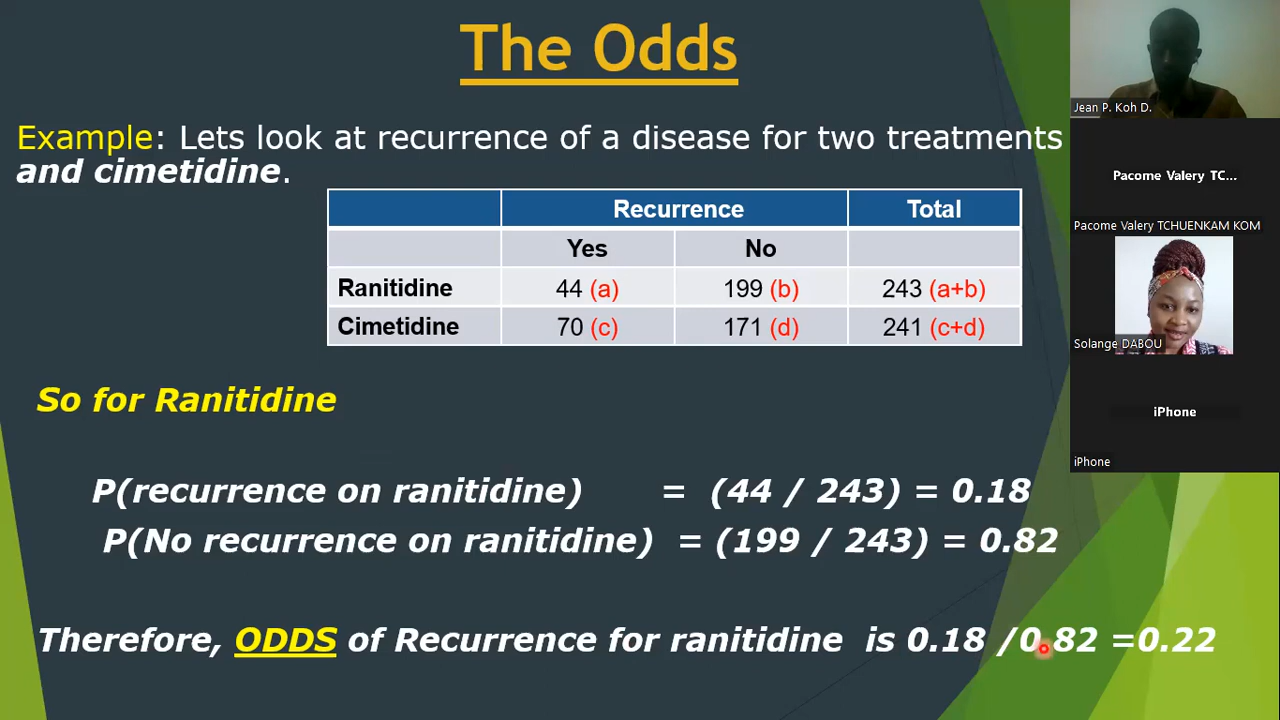 The Odds
Example: Lets look at recurrence of a disease for two treatments
and cimetidine.
Recurrence Total
Yes No
Ranitidine 44 (a) 199 (b) 243 (a+b)
Cimetidine 70 (c) 171 (d) 241 (c+d)
So for Ranitidine
P(recurrence on ranitidine) = (44 / 243) = 0.18
P(No recurrence on ranitidine) = (199 / 243) = 0.82
Therefore, ODDS of Recurrence for ranitidine is 0.18 /0.82 =0.22
Jean P. Koh D.
Pacome Valery TC...
Pacome Valery TCHUENKAM KOM
Solange DABOU
iPhone
iPhone